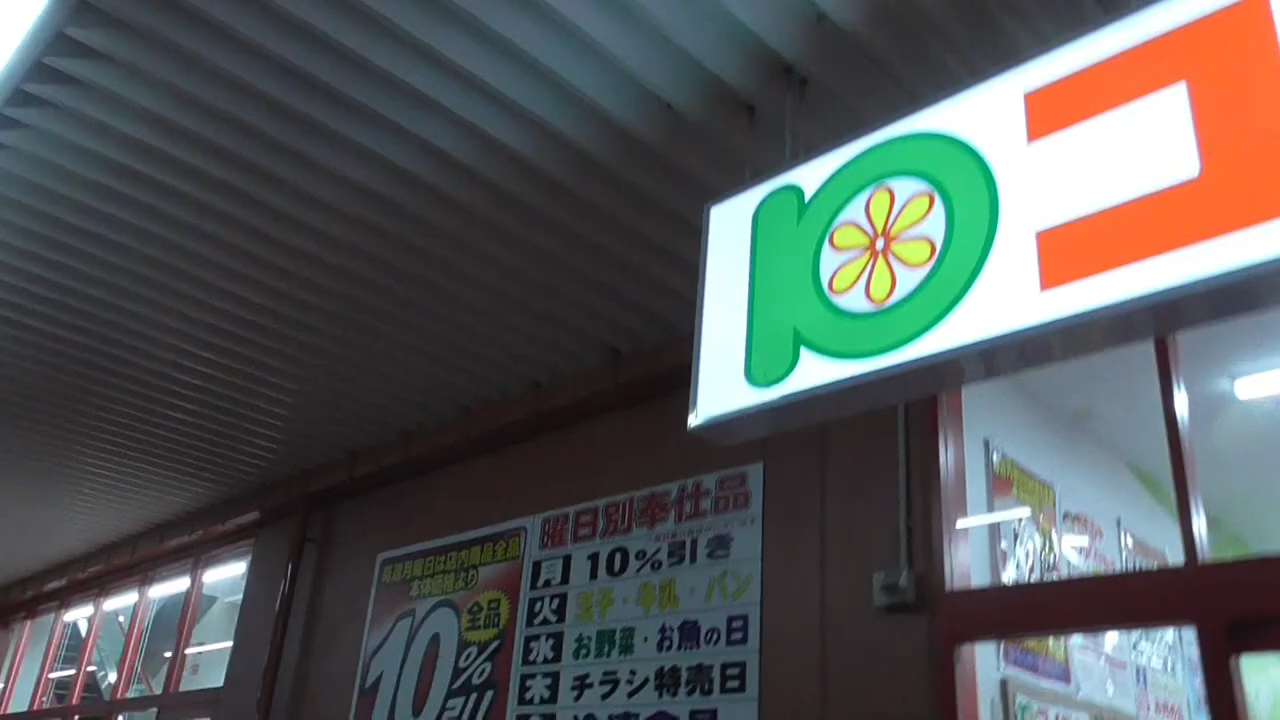 コ
曜日別奉仕品
月 10%引き
火 玉子・牛乳・パン
水 お野菜・お魚の日
木 チラシ特売日
毎週月曜日は店内商品全品
本体価格より
全品
10%